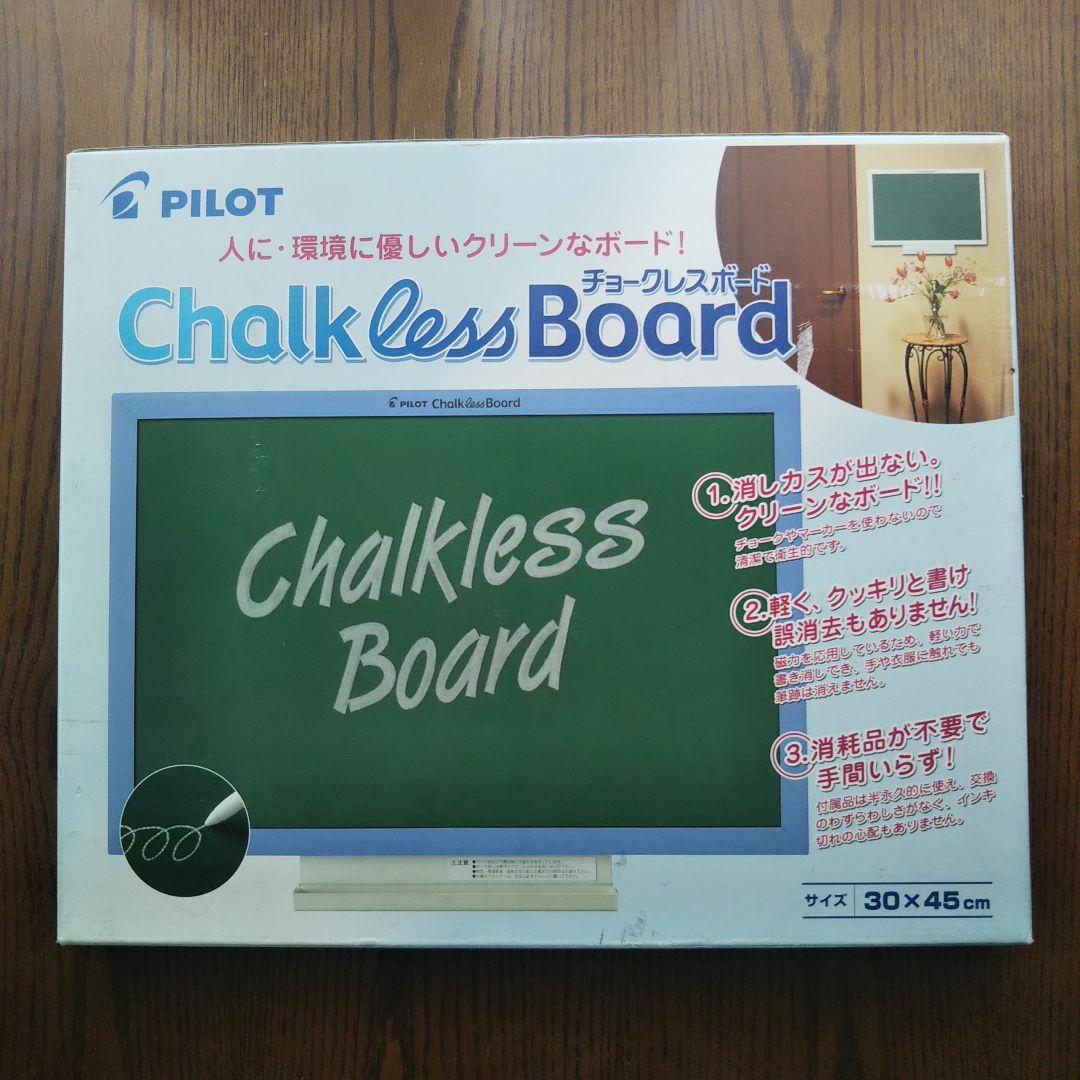 PILOT
人に・環境に優しいクリーンなボード!
チョークレスボード
Chalk less Board
PILOT Chalk less Board
Chalkless
Board
1.消しカスが出ない。
クリーンなボード!!
チョークやマーカーを使わないので
清潔で衛生的です。
2.軽く、クッキリと書け
誤消去もありません!
磁力を応用しているため、軽い力で
書き消しでき、手や衣服に触れても
筆跡は消えません。
3.消耗品が不要で
手間いらず!
付属品は半永久的に使え、交換
のわずらわしさがなく、インキ
切れの心配もありません。
⚠注意
サイズ 30×45cm